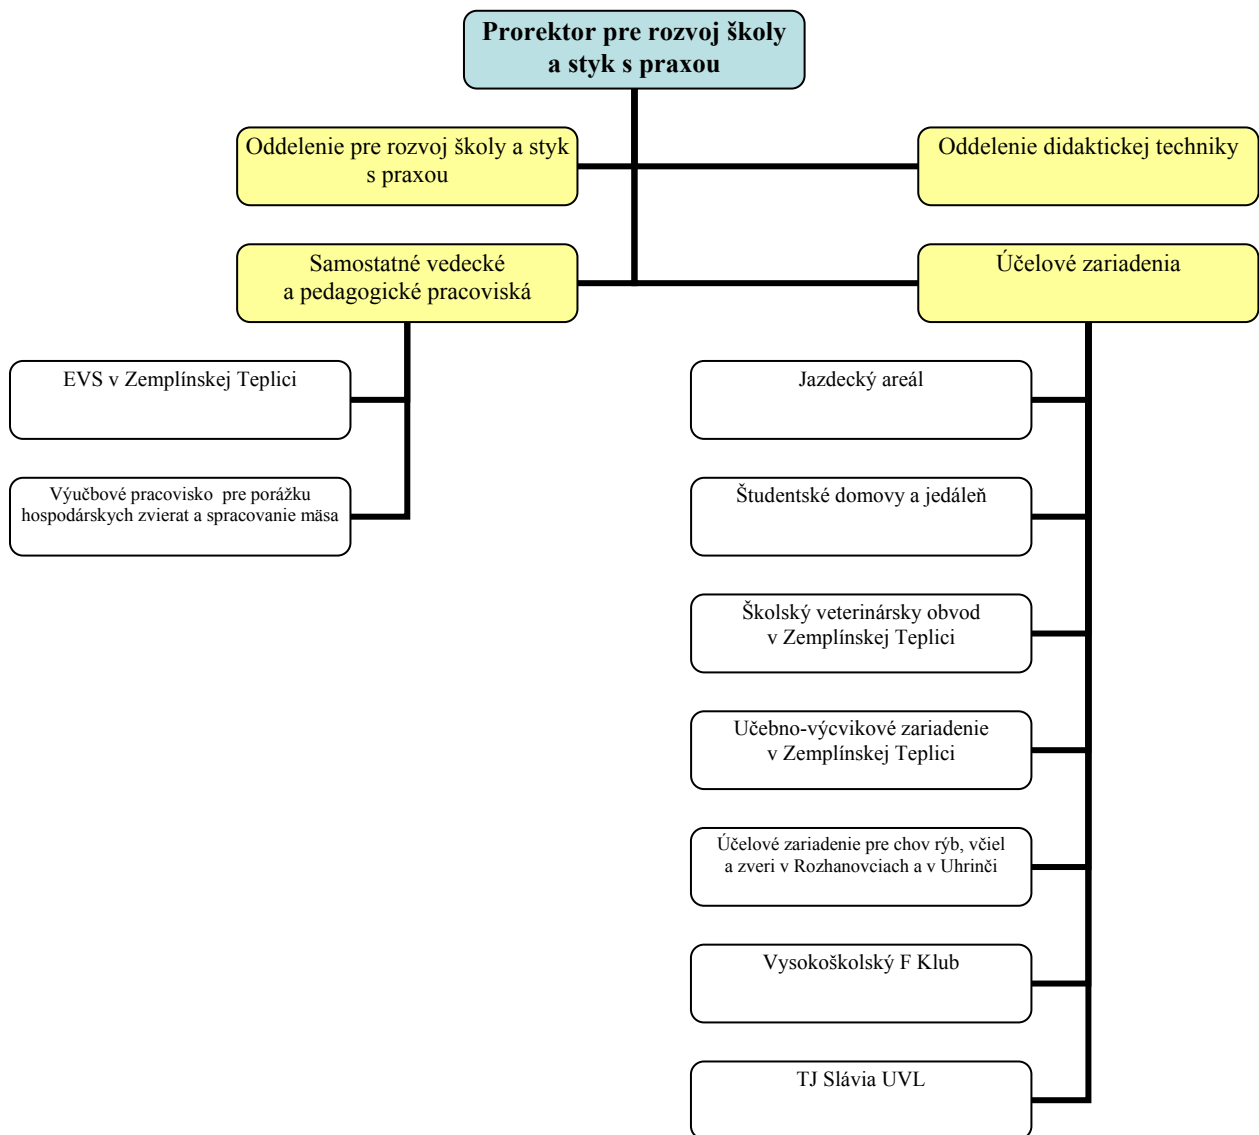 Prorektor pre rozvoj školy
a styk s praxou
Oddelenie pre rozvoj školy a styk
s praxou
Oddelenie didaktickej techniky
Samostatné vedecké
a pedagogické pracoviská
Účelové zariadenia
EVS v Zemplínskej Teplici
Výučbové pracovisko pre porážku
hospodárskych zvierat a spracovanie mäsa
Jazdecký areál
Študentské domovy a jedáleň
Školský veterinársky obvod
v Zemplínskej Teplici
Učebno-výcvikové zariadenie
v Zemplínskej Teplici
Účelové zariadenie pre chov rýb, včiel
a zveri v Rozhanovciach a v Uhrinči
Vysokoškolský F Klub
TJ Slávia UVL